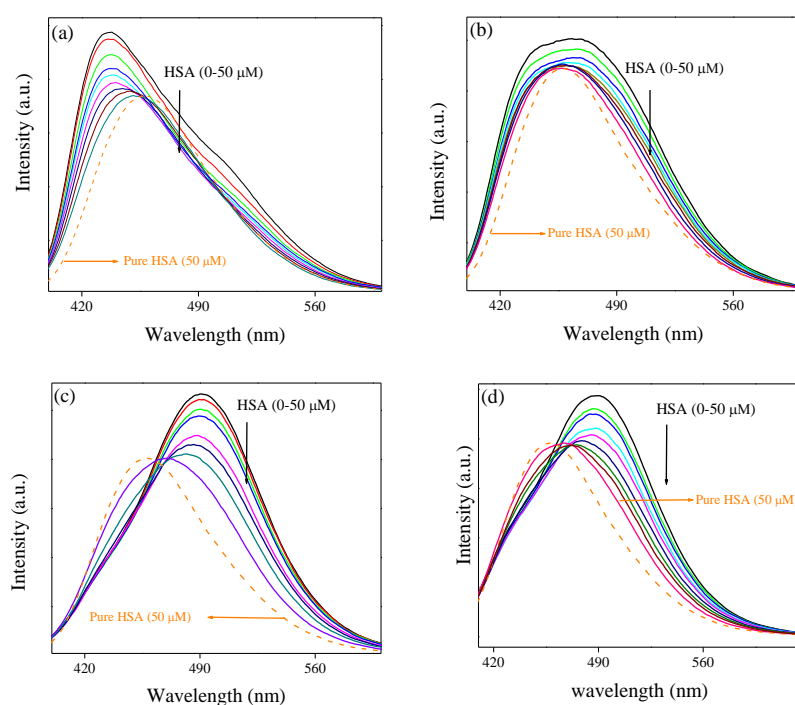 (a)
HSA (0-50 μM)
Intensity (a.u.)
Pure HSA (50 μM)
420
490
560
Wavelength (nm)
(b)
HSA (0-50 μM)
Intensity (a.u.)
Pure HSA (50 μM)
420
490
560
Wavelength (nm)
(c)
HSA (0-50 μM)
Intensity (a.u.)
Pure HSA (50 μM)
420
490
560
Wavelength (nm)
(d)
HSA (0-50 μM)
Intensity (a.u.)
Pure HSA (50 μM
420
490
560
wavelength (nm)